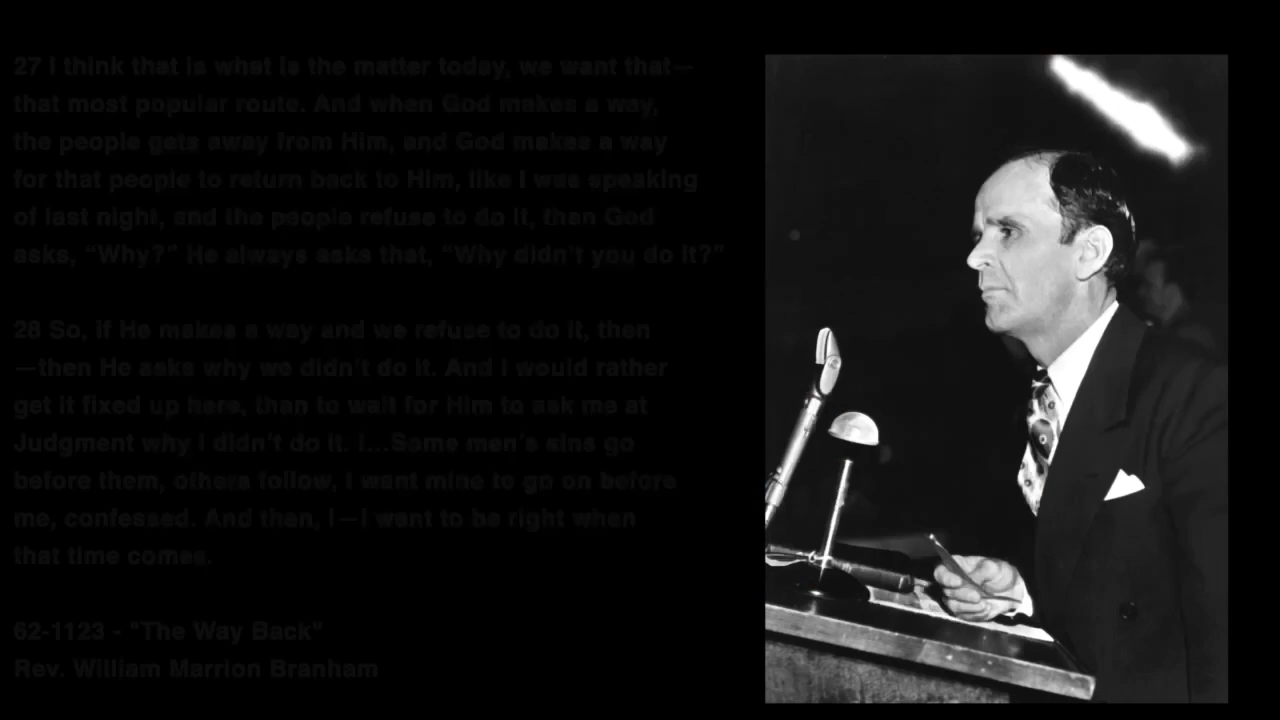 27 I think that is what is the matter today, we want that—
that most popular route. And when God makes a way,
the people gets away from Him, and God makes a way
for that people to return back to Him, like I was speaking
of last night, and the people refuse to do it, then God
asks, “Why?” He always asks that, “Why didn’t you do it?”
28 So, if He makes a way and we refuse to do it, then
—then He asks why we didn’t do it. And I would rather
get it fixed up here, than to wait for Him to ask me at
Judgment why I didn’t do it. I...Some men’s sins go
before them, others follow, I want mine to go on before
me, confessed. And then, I—I want to be right when
that time comes.
62-1123 - "The Way Back"
Rev. William Marrion Branham